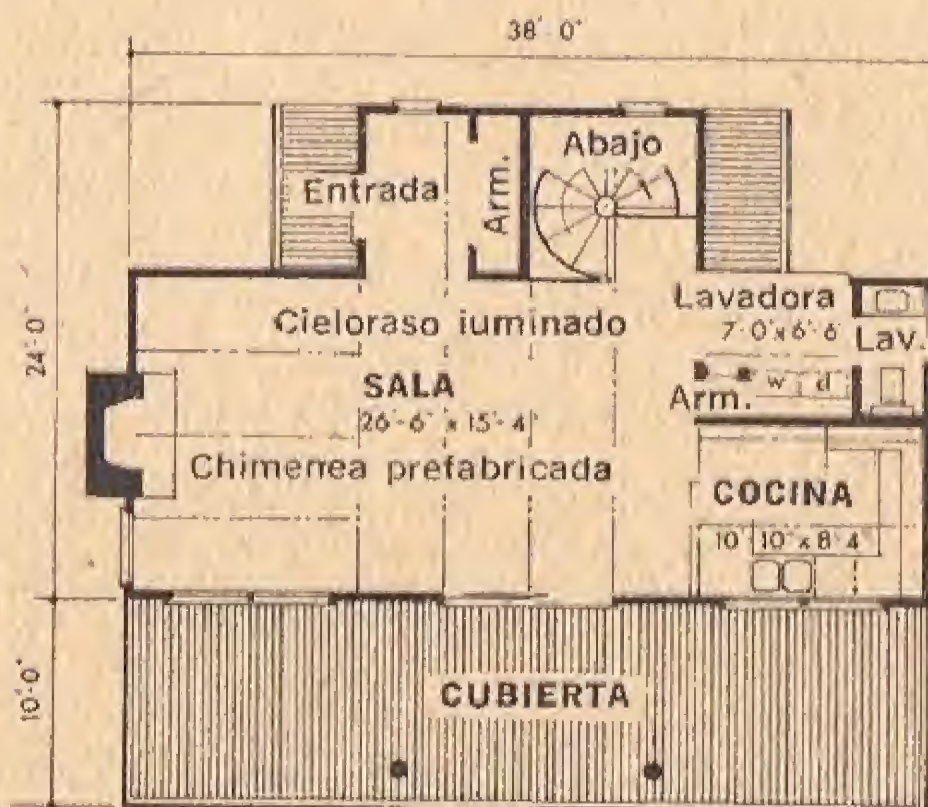 38'-0"
Abajo
Entrada
Arm.
24'-0"
Cieloraso iuminado
Lavadora
7'-0"x6'-6"
Lav.
SALA
26'-6" x 15'-4"
w d
Arm.
Chimenea prefabricada
COCINA
10'-10" x 8'-4"
10'-0"
CUBIERTA